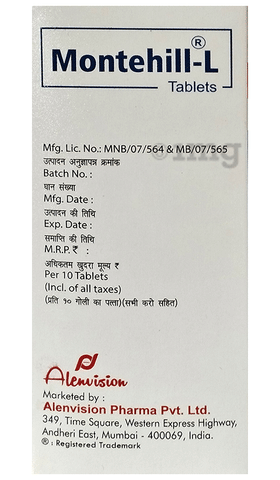 Montehill-L®
Tablets
Mfg. Lic. No.: MNB/07/564 & MB/07/565
उत्पादन अनुज्ञापत्र क्रमांक
Batch No. :
घान संख्या
Mfg. Date :
उत्पादन की तिथि
Exp. Date :
समाप्ति की तिथि
M.R.P. ₹ :
अधिकतम खुदरा मूल्य ₹
Per 10 Tablets
(Incl. of all taxes)
(प्रति १० गोली का पत्ता) (सभी करो सहित)
Alenvision
Marketed by :
Alenvision Pharma Pvt. Ltd.
349, Time Square, Western Express Highway,
Andheri East, Mumbai - 400069, India.
® : Registered Trademark